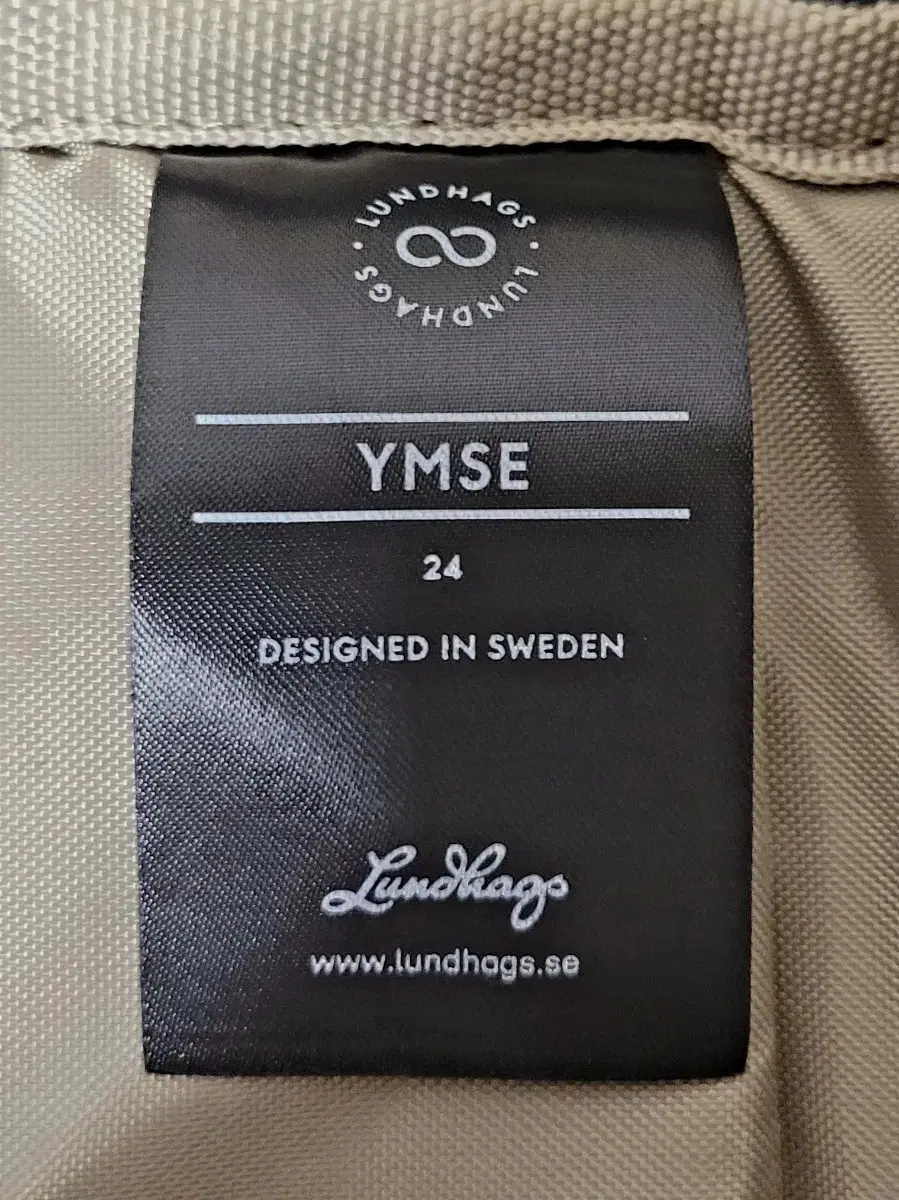 LUNDHAGS · LUNDHAGS ·
YMSE
24
DESIGNED IN SWEDEN
Lundhags
www.lundhags.se